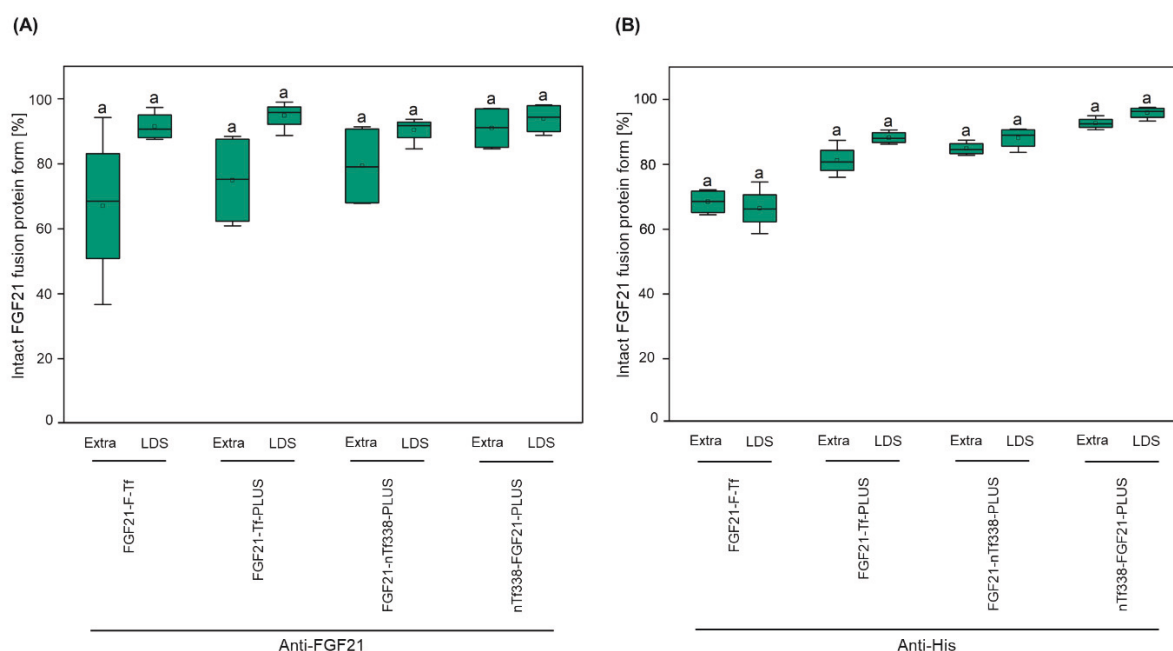 (A)
Intact FGF21 fusion protein form [%]
100
80
60
40
20
0
a a a a a a a a
Extra LDS Extra LDS Extra LDS Extra LDS
FGF21-F-Tf
FGF21-Tf-PLUS
FGF21-nTf338-PLUS
nTf338-FGF21-PLUS
Anti-FGF21
(B)
Intact FGF21 fusion protein form [%]
100
80
60
40
20
0
a a a a a a a a
Extra LDS Extra LDS Extra LDS Extra LDS
FGF21-F-Tf
FGF21-Tf-PLUS
FGF21-nTf338-PLUS
nTf338-FGF21-PLUS
Anti-His